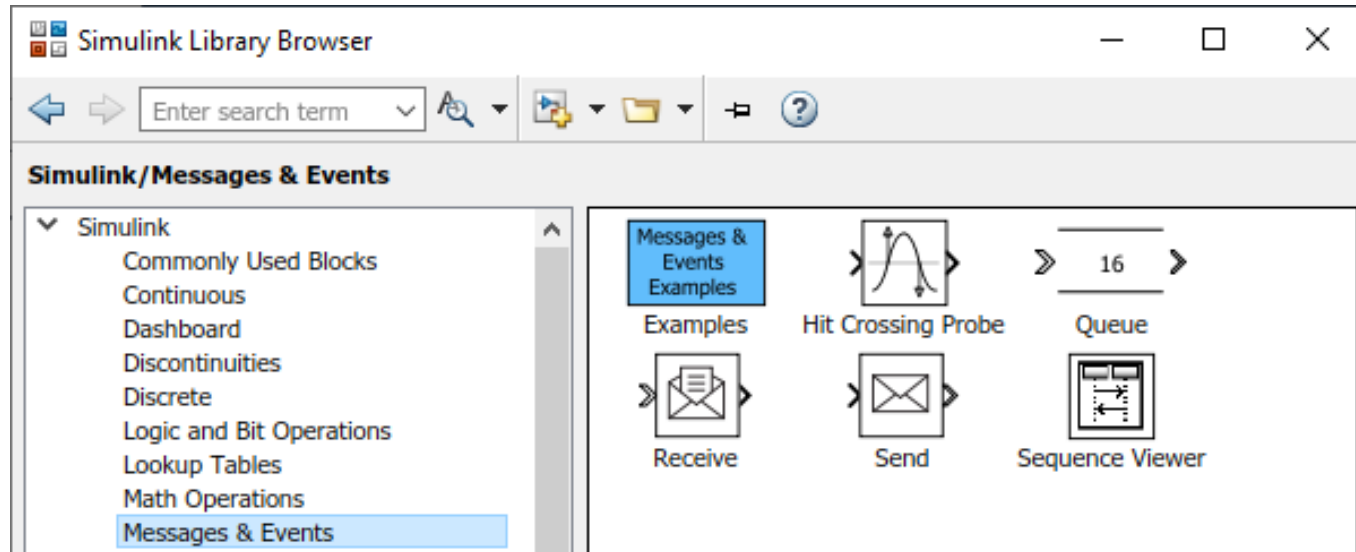 Simulink Library Browser
Enter search term
Simulink/Messages & Events
Simulink
Commonly Used Blocks
Continuous
Dashboard
Discontinuities
Discrete
Logic and Bit Operations
Lookup Tables
Math Operations
Messages & Events
Messages &
Events
Examples
16
Examples
Hit Crossing Probe
Queue
Receive
Send
Sequence Viewer